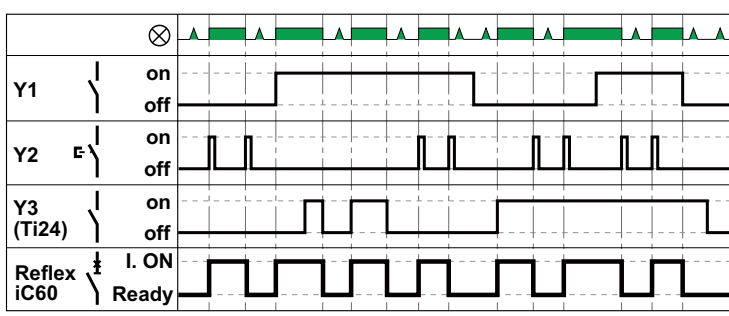 on
Y1
off
on
Y2
off
Y3 on
(Ti24) off
Reflex I. ON
iC60 Ready